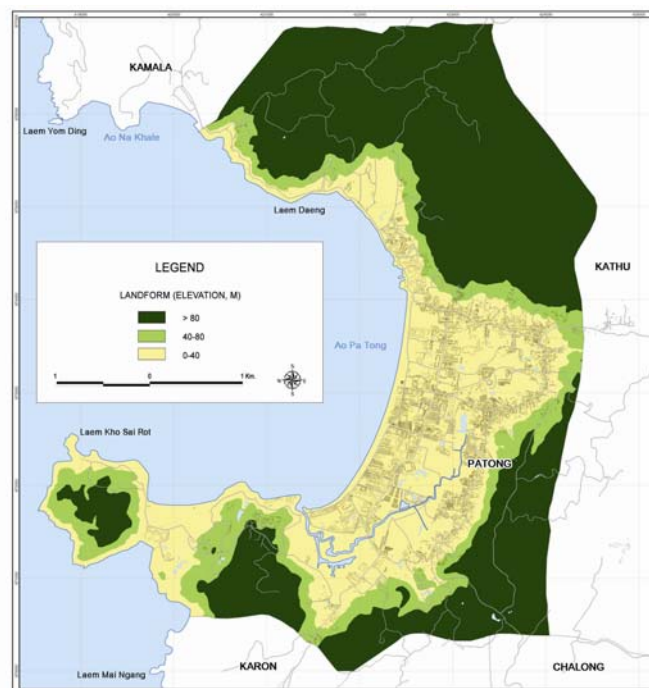 KAMALA
Laem Yom Ding
Ao Na Khale
Laem Daeng
KATHU
LEGEND
LANDFORM (ELEVATION, M)
> 80
40-80
0-40
1 0 1 Km.
Ao Pa Tong
Laem Kho Sai Rot
PATONG
KARON
CHALONG
Laem Mai Ngang